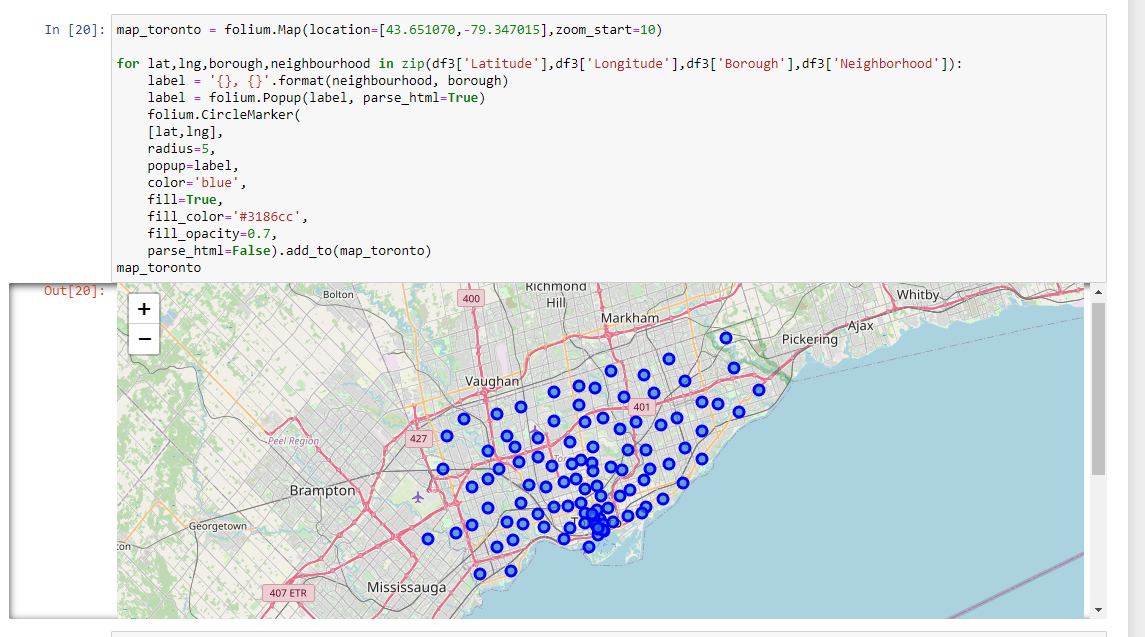 In [20]:
map_toronto = folium.Map(location=[43.651070,-79.347015],zoom_start=10)
for lat,lng,borough,neighbourhood in zip(df3['Latitude'],df3['Longitude'],df3['Borough'],df3['Neighborhood']):
    label = '{}, {}'.format(neighbourhood, borough)
    label = folium.Popup(label, parse_html=True)
    folium.CircleMarker(
    [lat,lng],
    radius=5,
    popup=label,
    color='blue',
    fill=True,
    fill_color='#3186cc',
    fill_opacity=0.7,
    parse_html=False).add_to(map_toronto)
map_toronto
Out[20]:
+
−
Bolton
400
Richmond
Hill
Markham
Whitby
Ajax
Pickering
Vaughan
401
427
Peel Region
Brampton
Georgetown
Mississauga
407 ETR